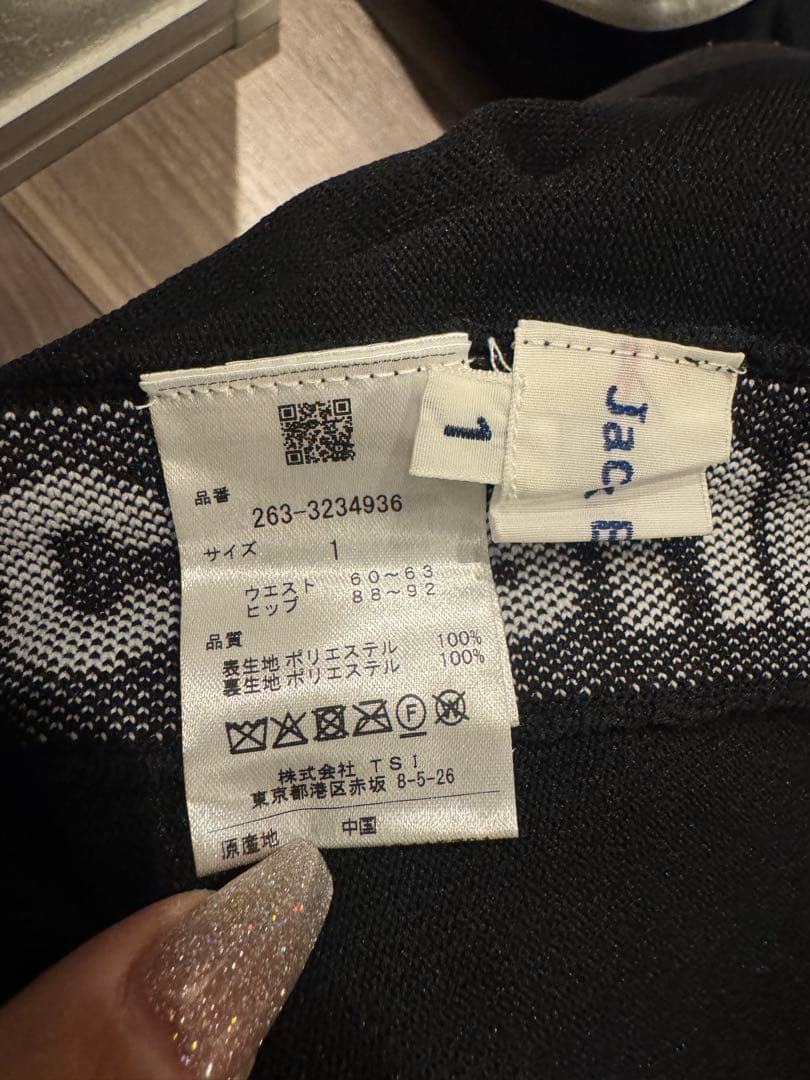 品番
263-3234936
サイズ 1
ウエスト 60～63
ヒップ 88～92
品質
表生地 ポリエステル 100%
裏生地 ポリエステル 100%
F
株式会社 TSI
東京都港区赤坂 8-5-26
原産地 中国
1
Jac